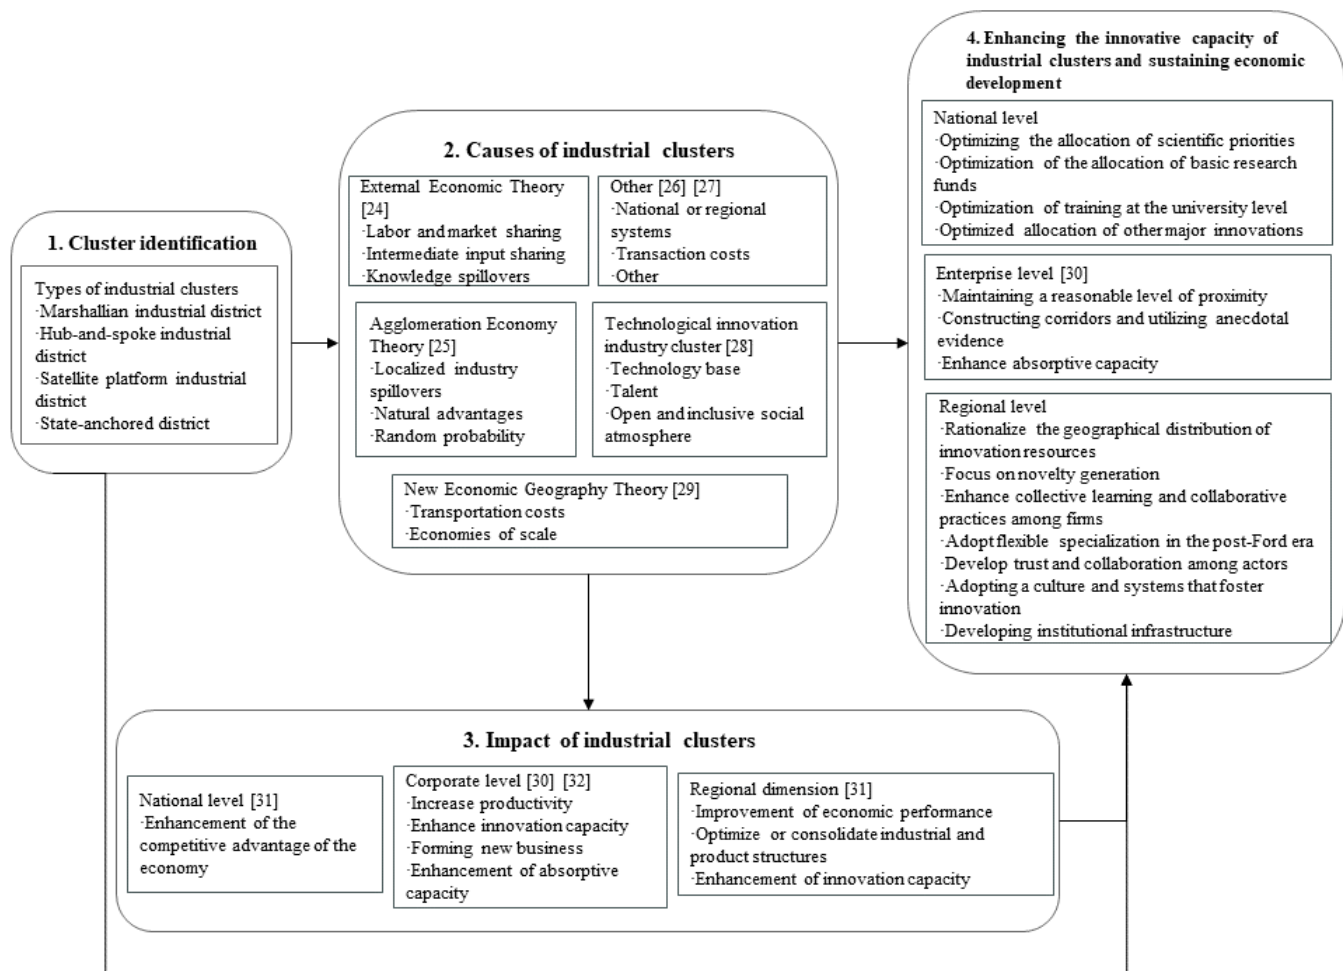 1. Cluster identification
Types of industrial clusters
·Marshallian industrial district
·Hub-and-spoke industrial
district
·Satellite platform industrial
district
·State-anchored district
2. Causes of industrial clusters
External Economic Theory
[24]
·Labor and market sharing
·Intermediate input sharing
·Knowledge spillovers
Other [26] [27]
·National or regional
systems
·Transaction costs
·Other
Agglomeration Economy
Theory [25]
·Localized industry
spillovers
·Natural advantages
·Random probability
Technological innovation
industry cluster [28]
·Technology base
·Talent
·Open and inclusive social
atmosphere
New Economic Geography Theory [29]
·Transportation costs
·Economies of scale
3. Impact of industrial clusters
National level [31]
·Enhancement of the
competitive advantage of the
economy
Corporate level [30] [32]
·Increase productivity
·Enhance innovation capacity
·Forming new business
·Enhancement of absorptive
capacity
Regional dimension [31]
·Improvement of economic performance
·Optimize or consolidate industrial and
product structures
·Enhancement of innovation capacity
4. Enhancing the innovative capacity of
industrial clusters and sustaining economic
development
National level
·Optimizing the allocation of scientific priorities
·Optimization of the allocation of basic research
funds
·Optimization of training at the university level
·Optimized allocation of other major innovations
Enterprise level [30]
·Maintaining a reasonable level of proximity
·Constructing corridors and utilizing anecdotal
evidence
·Enhance absorptive capacity
Regional level
·Rationalize the geographical distribution of
innovation resources
·Focus on novelty generation
·Enhance collective learning and collaborative
practices among firms
·Adopt flexible specialization in the post-Ford era
·Develop trust and collaboration among actors
·Adopting a culture and systems that foster
innovation
·Developing institutional infrastructure